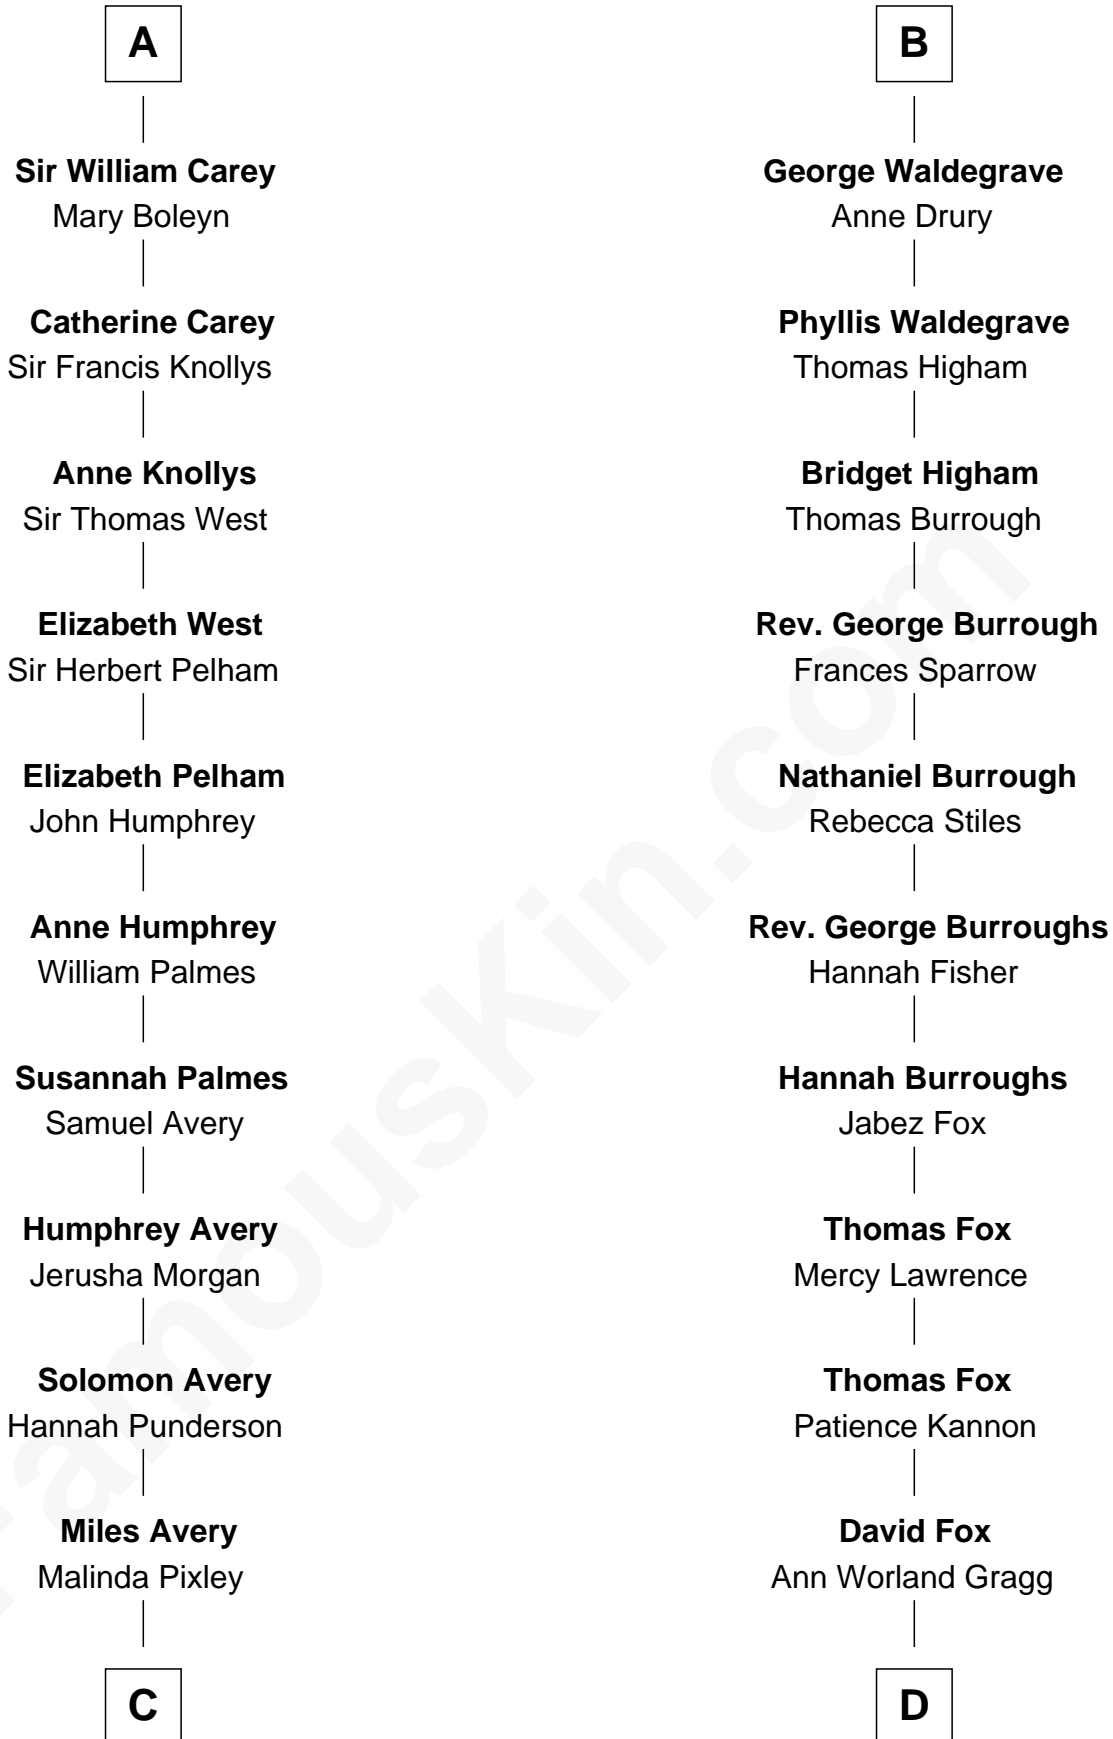 A
Sir William Carey
Mary Boleyn
Catherine Carey
Sir Francis Knollys
Anne Knollys
Sir Thomas West
Elizabeth West
Sir Herbert Pelham
Elizabeth Pelham
John Humphrey
Anne Humphrey
William Palmes
Susannah Palmes
Samuel Avery
Humphrey Avery
Jerusha Morgan
Solomon Avery
Hannah Punderson
Miles Avery
Malinda Pixley
C
B
George Waldegrave
Anne Drury
Phyllis Waldegrave
Thomas Higham
Bridget Higham
Thomas Burrough
Rev. George Burrough
Frances Sparrow
Nathaniel Burrough
Rebecca Stiles
Rev. George Burroughs
Hannah Fisher
Hannah Burroughs
Jabez Fox
Thomas Fox
Mercy Lawrence
Thomas Fox
Patience Kannon
David Fox
Ann Worland Gragg
D
FamousKin.com